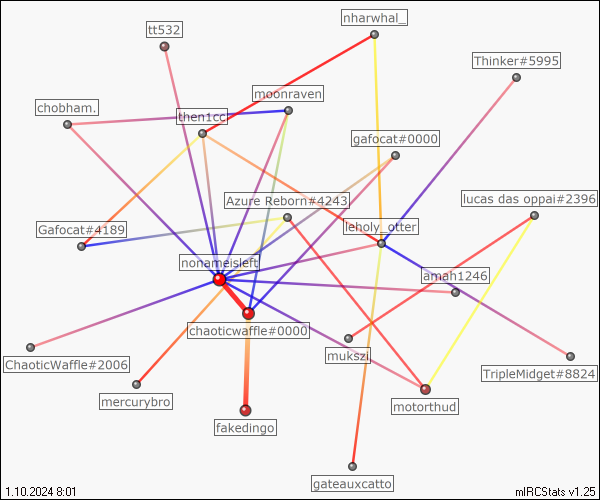 nharwhal_
tt532
Thinker#5995
moonraven
chobham.
then1cc
gafocat#0000
Azure Reborn#4243
lucas das oppai#2396
Gafocat#4189
leholy_otter
nonameisleft
amah1246
chaoticwaffle#0000
mukszi
ChaoticWaffle#2006
TripleMidget#8824
mercurybro
motorthud
fakedingo
gateauxcatto
1.10.2024 8:01
mIRCStats v1.25